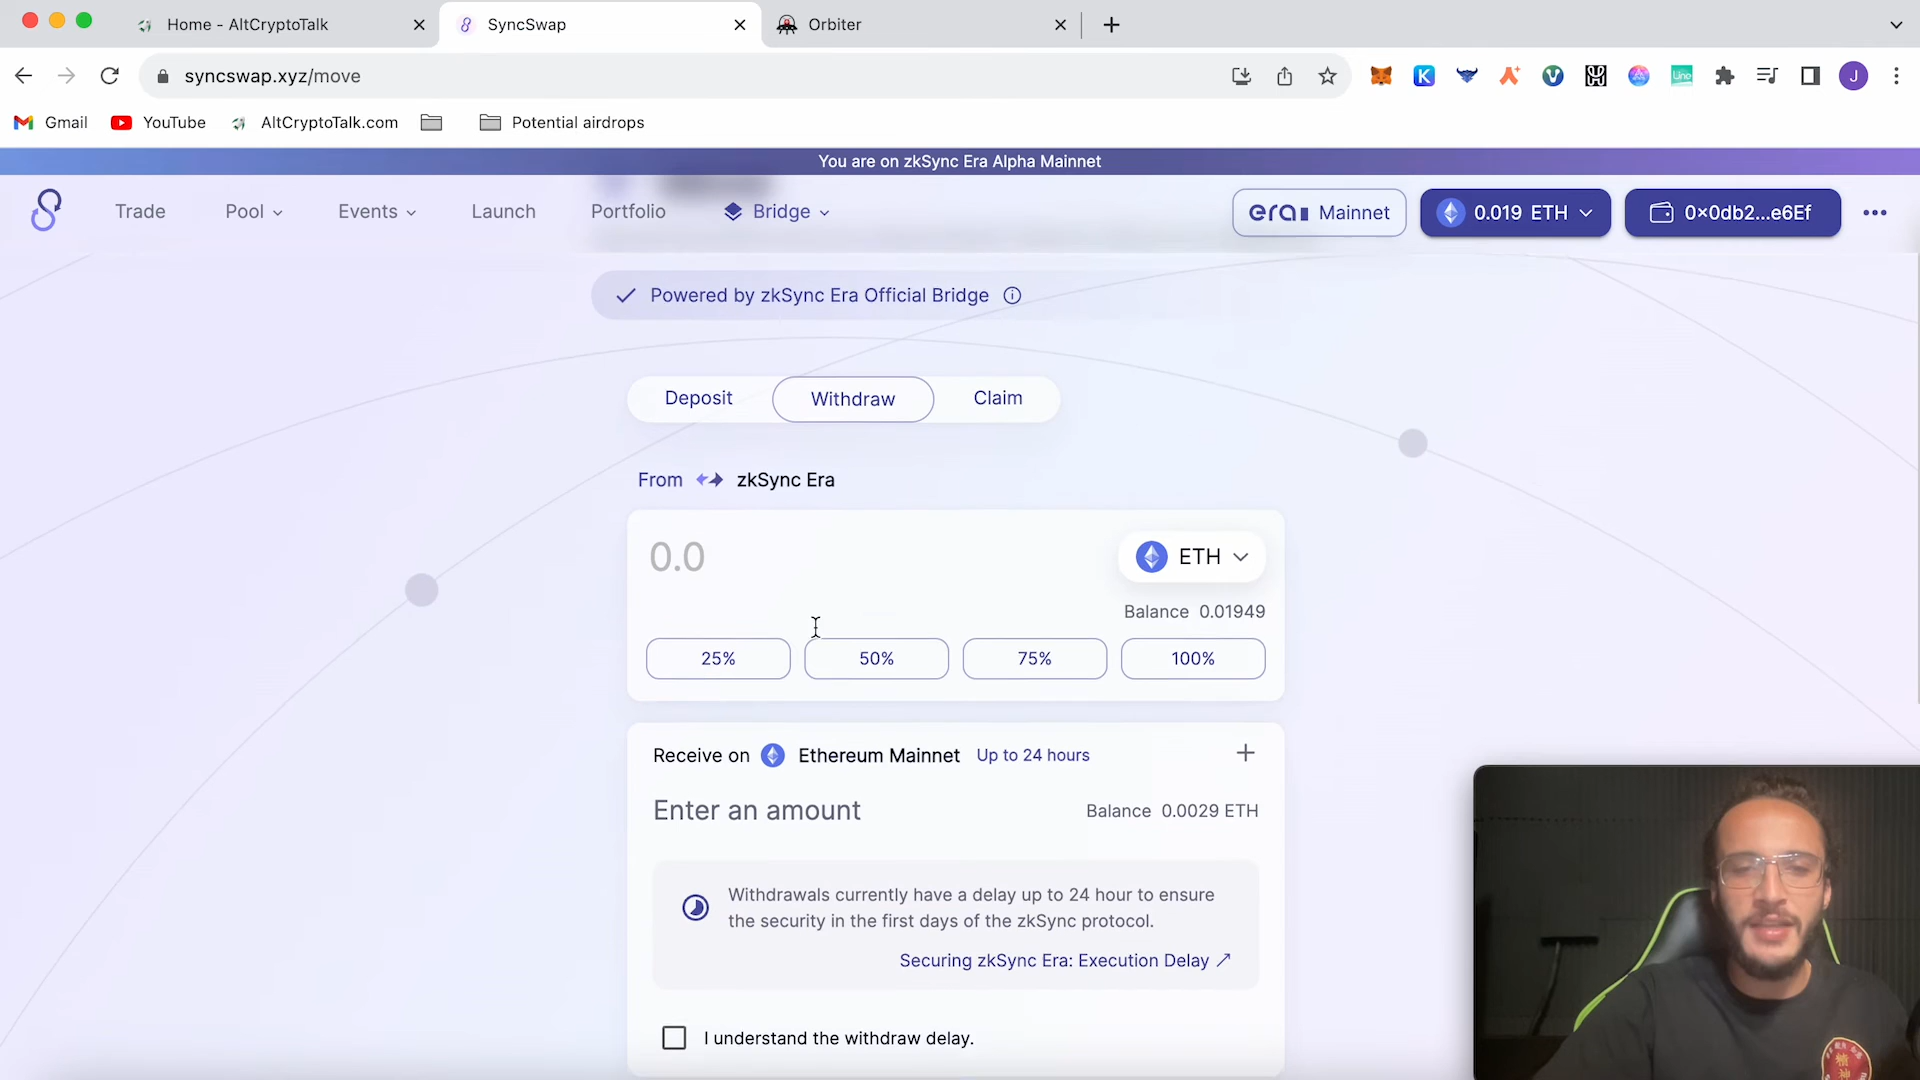 Home - AltCryptoTalk
SyncSwap
Orbiter
syncswap.xyz/move
J
Gmail
YouTube
AltCryptoTalk.com
Potential airdrops
You are on zkSync Era Alpha Mainnet
Trade
Pool
Events
Launch
Portfolio
Bridge
era Mainnet
0.019 ETH
0x0db2...e6Ef
Powered by zkSync Era Official Bridge
Deposit
Withdraw
Claim
From zkSync Era
0.0
ETH
Balance 0.01949
25%
50%
75%
100%
Receive on Ethereum Mainnet Up to 24 hours
Enter an amount
Balance 0.0029 ETH
Withdrawals currently have a delay up to 24 hour to ensure
the security in the first days of the zkSync protocol.
Securing zkSync Era: Execution Delay ↗
I understand the withdraw delay.